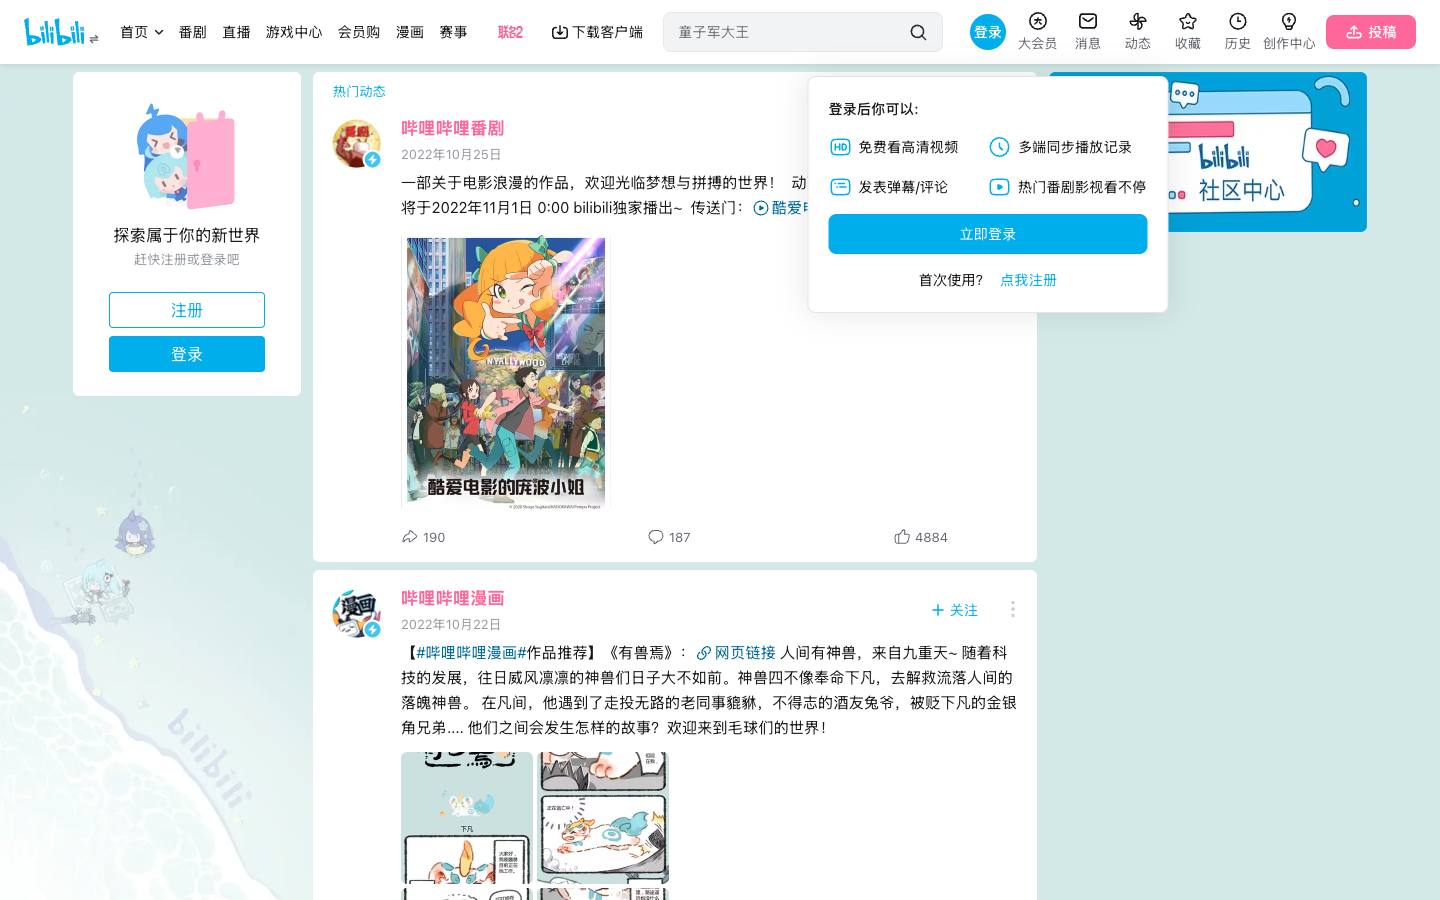 bilibili 首页 番剧 直播 游戏中心 会员购 漫画 赛事 下载客户端 童子军大王 登录 大会员 消息 动态 收藏 历史 创作中心 投稿
探索属于你的新世界
赶快注册或登录吧
注册
登录
热门动态
哔哩哔哩番剧
2022年10月25日
一部关于电影浪漫的作品，欢迎光临梦想与拼搏的世界！ 动
将于2022年11月1日 0:00 bilibili独家播出~ 传送门：酷爱电
NYALLYWOOD
酷爱电影的庞波小姐
190 187 4884
登录后你可以:
免费看高清视频 多端同步播放记录
发表弹幕/评论 热门番剧影视看不停
立即登录
首次使用? 点我注册
bilibili
社区中心
哔哩哔哩漫画
2022年10月22日
+ 关注
【#哔哩哔哩漫画#作品推荐】《有兽焉》：网页链接 人间有神兽，来自九重天~ 随着科
技的发展，往日威风凛凛的神兽们日子大不如前。神兽四不像奉命下凡，去解救流落人间的
落魄神兽。 在凡间，他遇到了走投无路的老同事貔貅，不得志的酒友兔爷，被贬下凡的金银
角兄弟.... 他们之间会发生怎样的故事？欢迎来到毛球们的世界！
下凡
bilibili